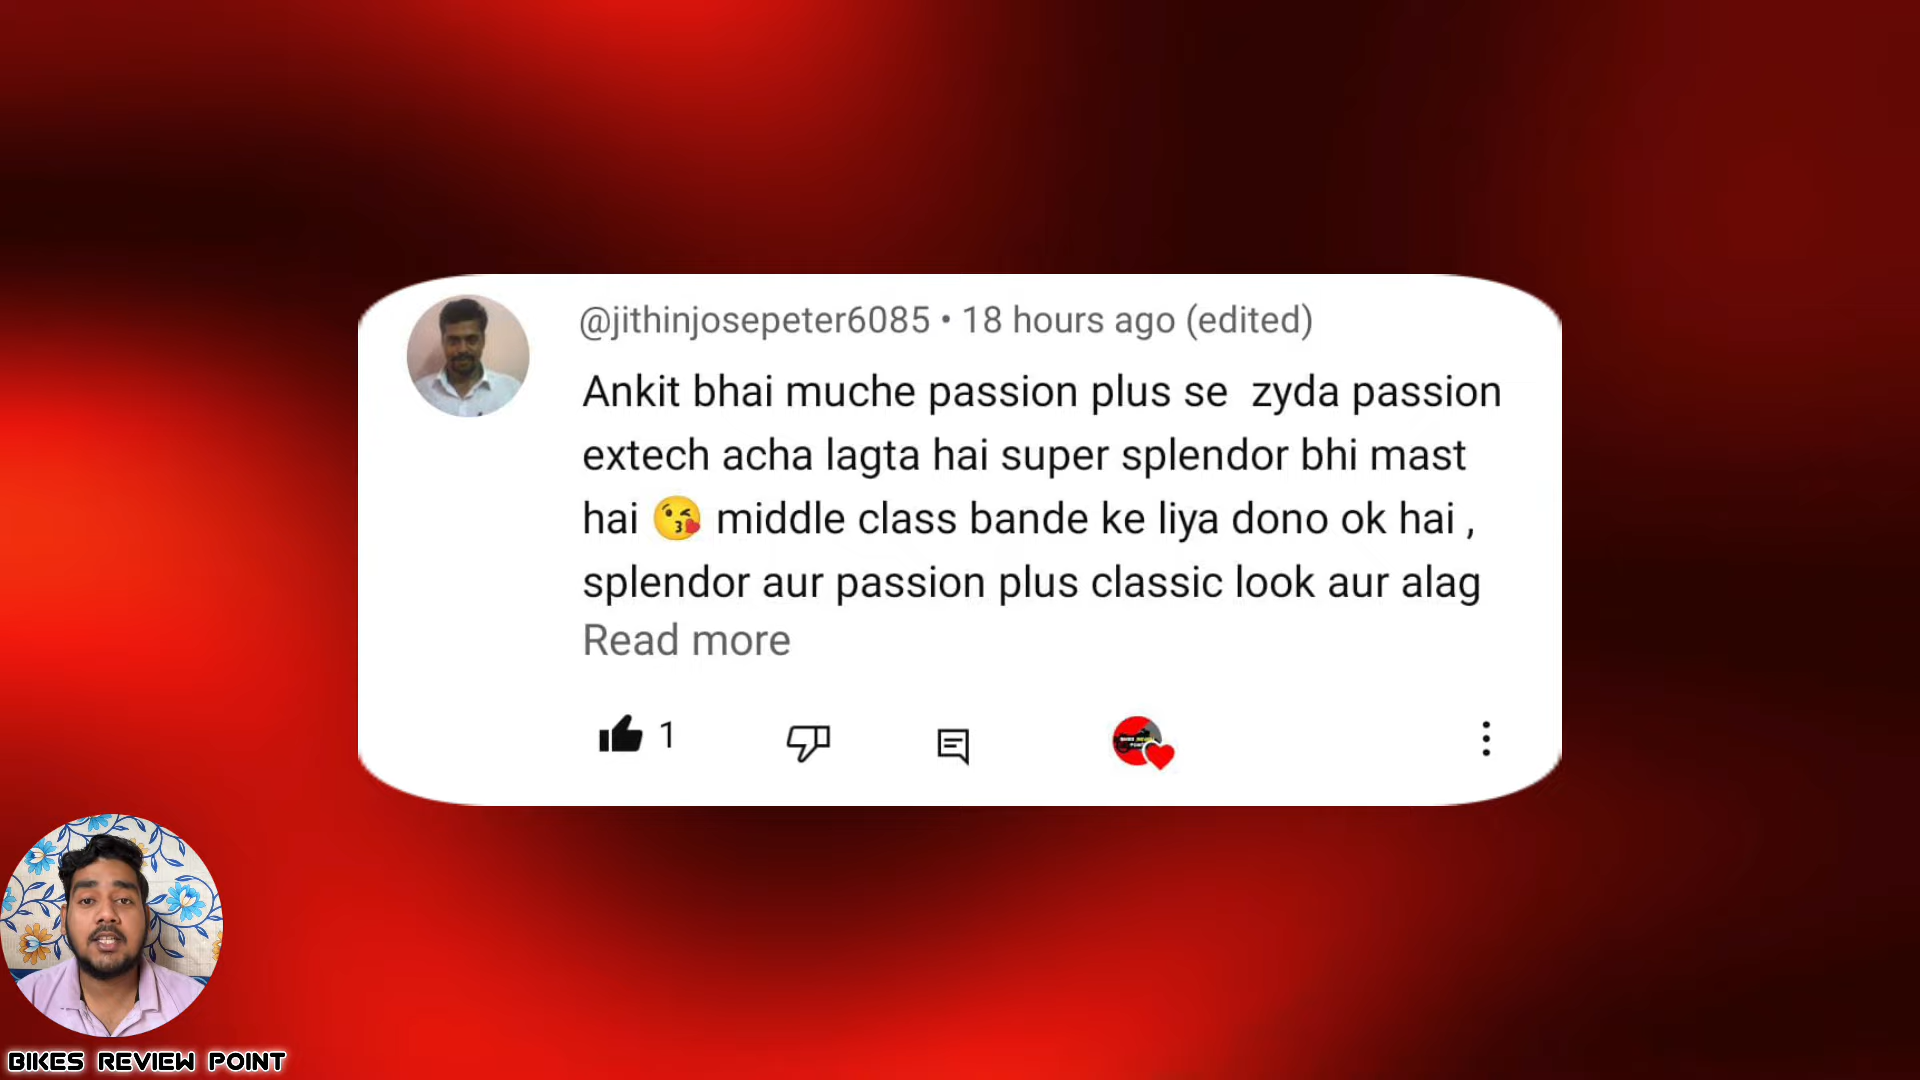 @jithinjosepeter6085 • 18 hours ago (edited)
Ankit bhai muche passion plus se  zyda passion
extech acha lagta hai super splendor bhi mast
hai 😘 middle class bande ke liya dono ok hai ,
splendor aur passion plus classic look aur alag
Read more
1
BIKES REVIEW POINT